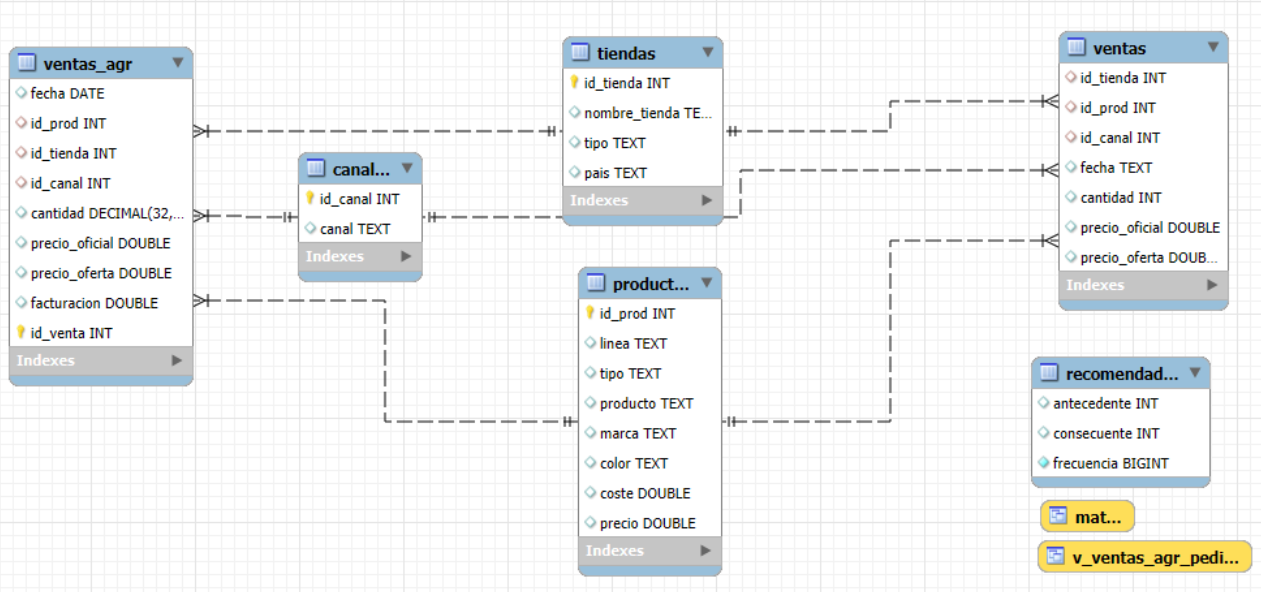 ventas_agr
fecha DATE
id_prod INT
id_tienda INT
id_canal INT
cantidad DECIMAL(32,...
precio_oficial DOUBLE
precio_oferta DOUBLE
facturacion DOUBLE
id_venta INT
Indexes
canal...
id_canal INT
canal TEXT
Indexes
tiendas
id_tienda INT
nombre_tienda TE...
tipo TEXT
pais TEXT
Indexes
product...
id_prod INT
linea TEXT
tipo TEXT
producto TEXT
marca TEXT
color TEXT
coste DOUBLE
precio DOUBLE
Indexes
ventas
id_tienda INT
id_prod INT
id_canal INT
fecha TEXT
cantidad INT
precio_oficial DOUBLE
precio_oferta DOUB...
Indexes
recomendad...
antecedente INT
consecuente INT
frecuencia BIGINT
mat...
v_ventas_agr_pedi...